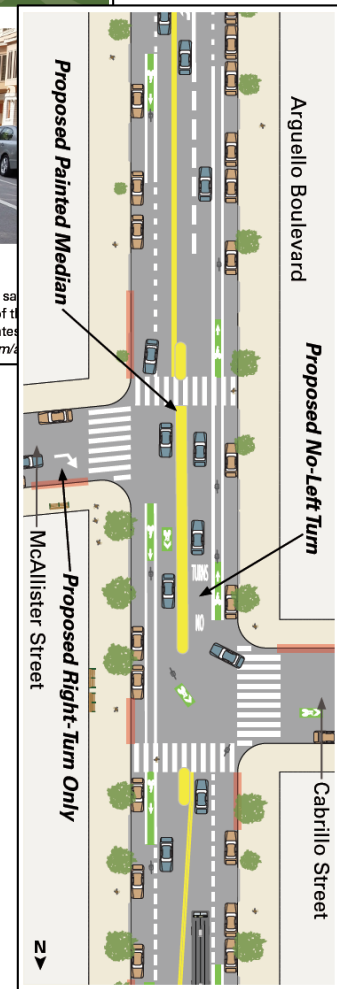 Arguello Boulevard
Proposed Painted Median
Proposed No-Left Turn
TURNS
NO
McAllister Street
Proposed Right-Turn Only
Cabrillo Street
N
sa